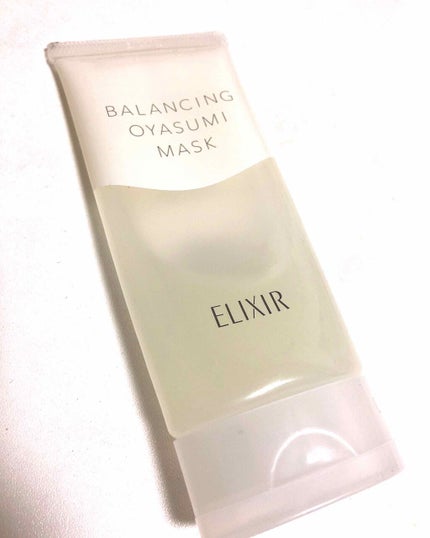 BALANCING
OYASUMI
MASK
ELIXIR